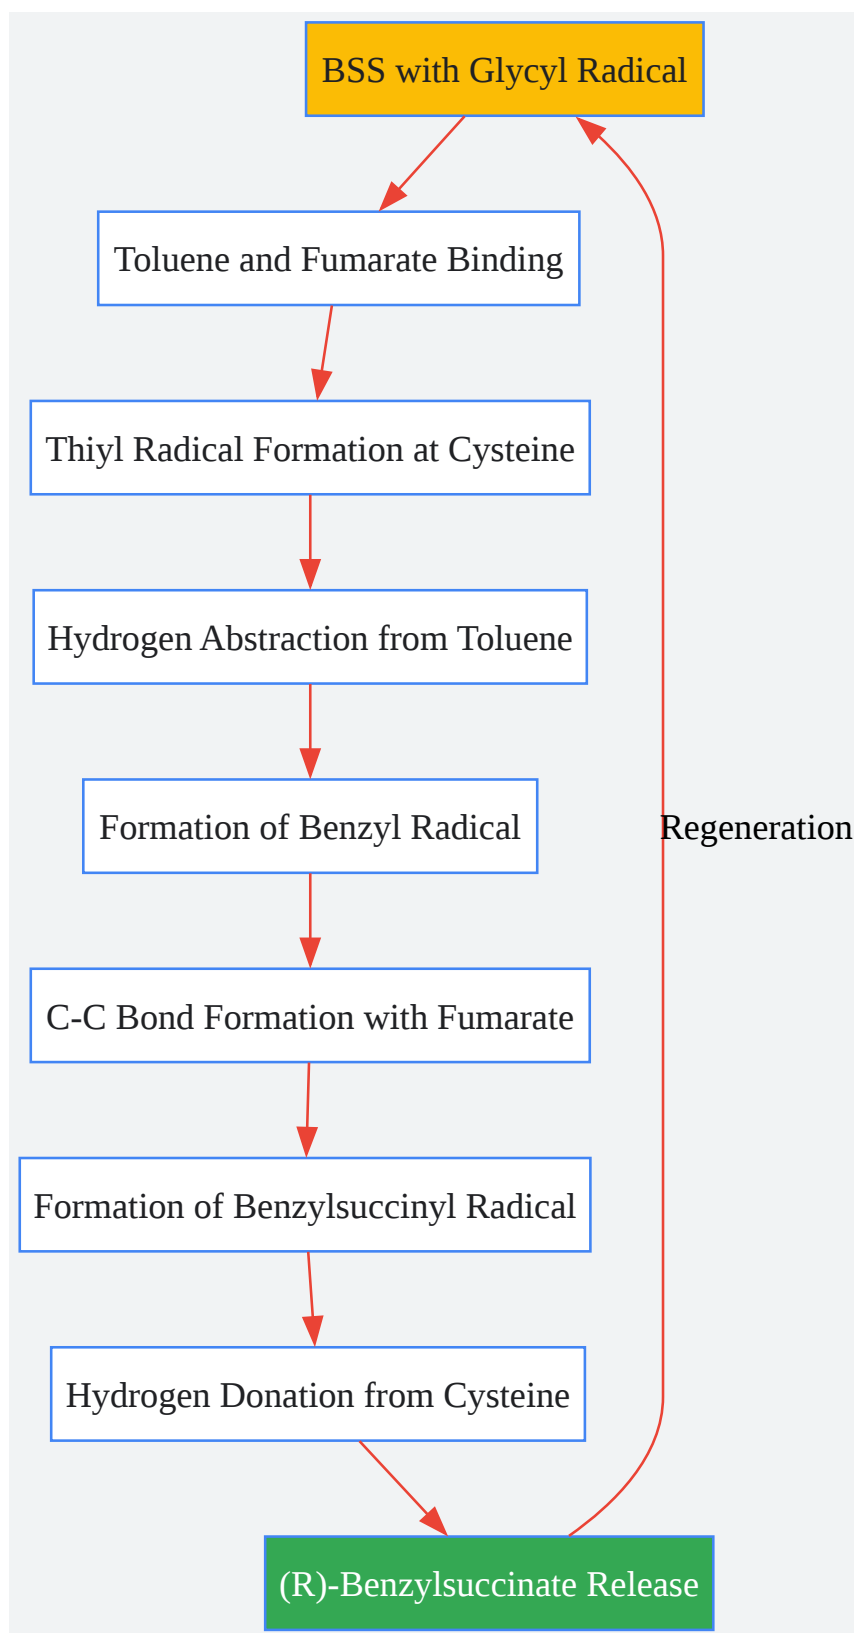 BSS with Glycyl Radical
Toluene and Fumarate Binding
Thiyl Radical Formation at Cysteine
Hydrogen Abstraction from Toluene
Formation of Benzyl Radical
Regeneration
C-C Bond Formation with Fumarate
Formation of Benzylsuccinyl Radical
Hydrogen Donation from Cysteine
(R)-Benzylsuccinate Release